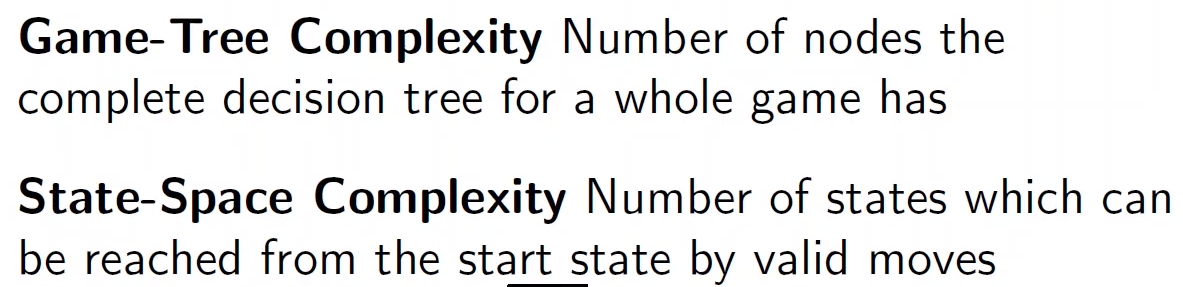 Game-Tree Complexity Number of nodes the
complete decision tree for a whole game has
State-Space Complexity Number of states which can
be reached from the start state by valid moves